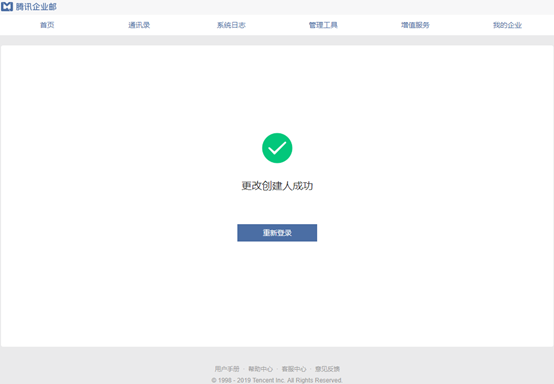 腾讯企业邮
首页 通讯录 系统日志 管理工具 增值服务 我的企业
更改创建人成功
重新登录
用户手册 · 帮助中心 · 客服中心 · 意见反馈
© 1998 - 2019 Tencent Inc. All Rights Reserved.